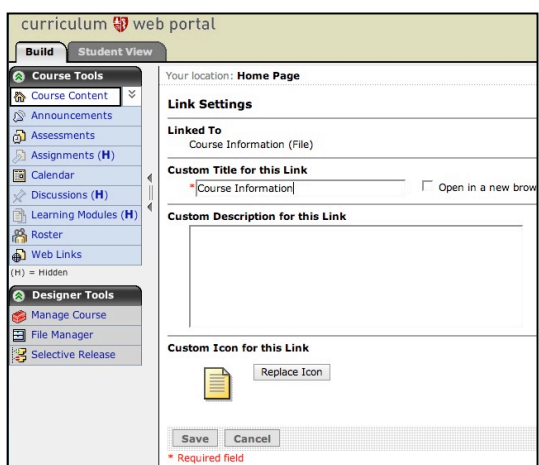 curriculum web portal
Build
Student View
Course Tools
Course Content
Announcements
Assessments
Assignments (H)
Calendar
Discussions (H)
Learning Modules (H)
Roster
Web Links
(H) = Hidden
Designer Tools
Manage Course
File Manager
Selective Release
Your location: Home Page
Link Settings
Linked To
Course Information (File)
Custom Title for this Link
*Course Information
Open in a new brow
Custom Description for this Link
Custom Icon for this Link
Replace Icon
Save
Cancel
* Required field